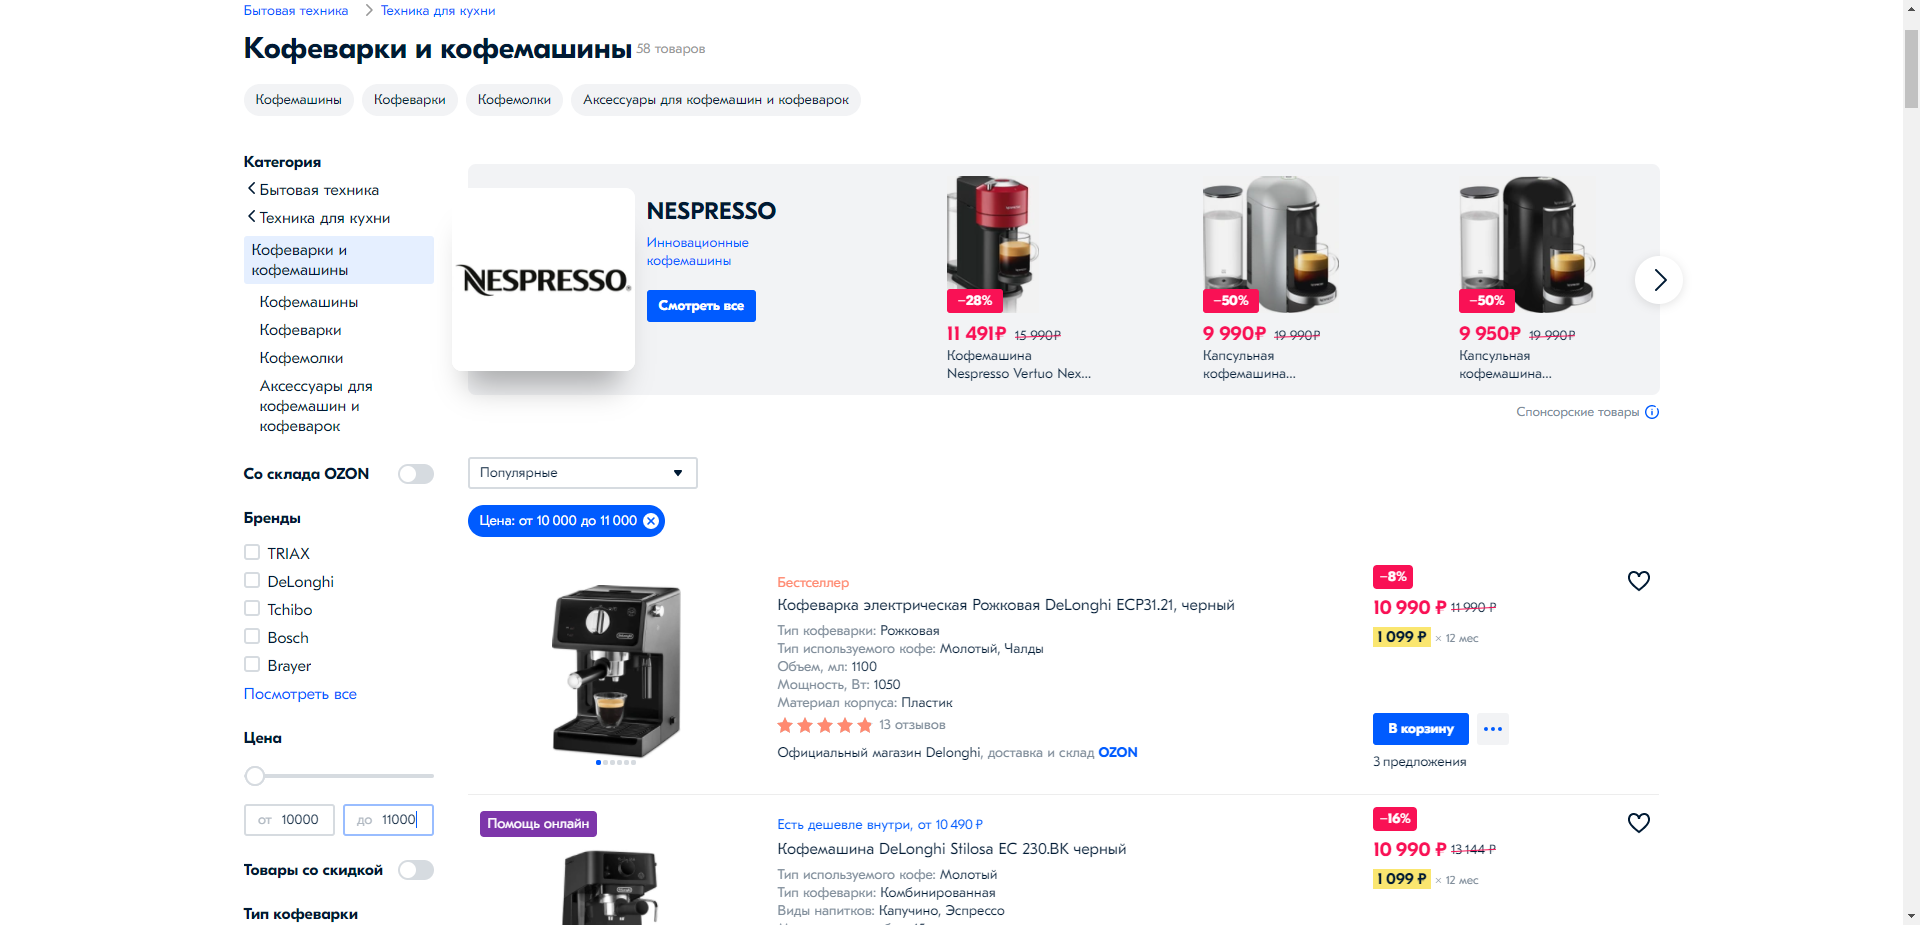 Бытовая техника
Техника для кухни
Кофеварки и кофемашины 58 товаров
Кофемашины
Кофеварки
Кофемолки
Аксессуары для кофемашин и кофеварок
Категория
Бытовая техника
Техника для кухни
Кофеварки и
кофемашины
Кофемашины
Кофеварки
Кофемолки
Аксессуары для
кофемашин и
кофеварок
Со склада OZON
Бренды
TRIAX
DeLonghi
Tchibo
Bosch
Brayer
Посмотреть все
Цена
от 10000
до 11000
Товары со скидкой
Тип кофеварки
NESPRESSO
NESPRESSO
Инновационные
кофемашины
Смотреть все
−28%
11 491₽ 15 990₽
Кофемашина
Nespresso Vertuo Nex...
−50%
9 990₽ 19 990₽
Капсульная
кофемашина...
−50%
9 950₽ 19 990₽
Капсульная
кофемашина...
Спонсорские товары
Популярные
Цена: от 10 000 до 11 000
Бестселлер
Кофеварка электрическая Рожковая DeLonghi ECP31.21, черный
Тип кофеварки: Рожковая
Тип используемого кофе: Молотый, Чалды
Объем, мл: 1100
Мощность, Вт: 1050
Материал корпуса: Пластик
13 отзывов
Официальный магазин Delonghi, доставка и склад OZON
−8%
10 990 ₽ 11 990 ₽
1 099 ₽ × 12 мес
В корзину
3 предложения
Помощь онлайн
Есть дешевле внутри, от 10 490 ₽
Кофемашина DeLonghi Stilosa EC 230.BK черный
Тип используемого кофе: Молотый
Тип кофеварки: Комбинированная
Виды напитков: Капучино, Эспрессо
−16%
10 990 ₽ 13 144 ₽
1 099 ₽ × 12 мес